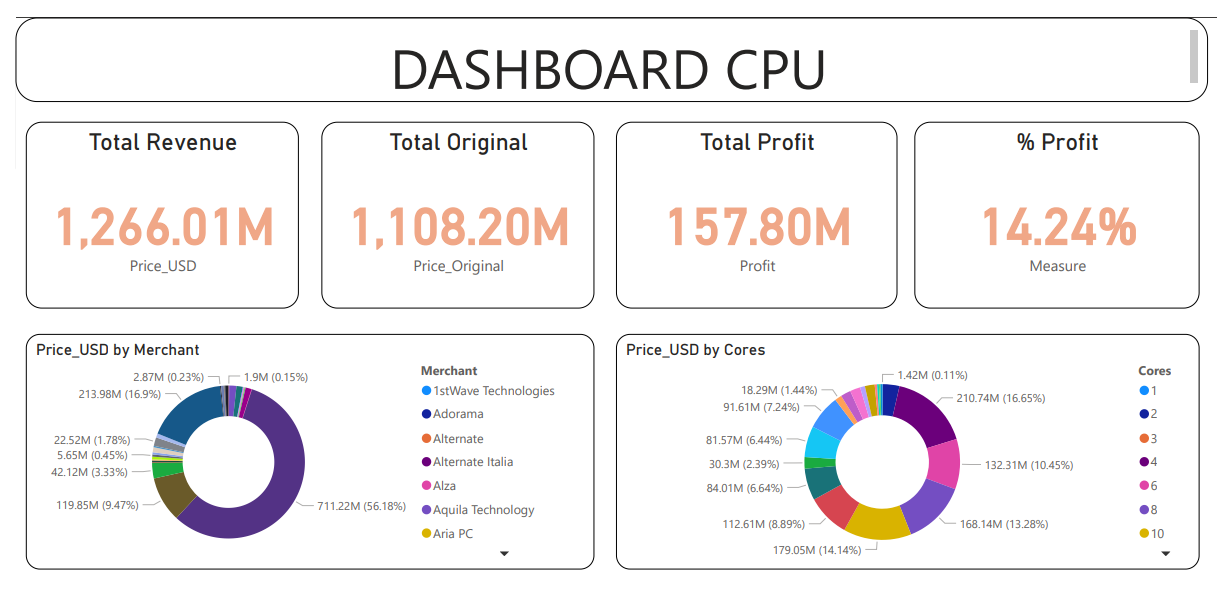 DASHBOARD CPU
Total Revenue
1,266.01M
Price_USD
Total Original
1,108.20M
Price_Original
Total Profit
157.80M
Profit
% Profit
14.24%
Measure
Price_USD by Merchant
2.87M (0.23%)
1.9M (0.15%)
213.98M (16.9%)
22.52M (1.78%)
5.65M (0.45%)
42.12M (3.33%)
119.85M (9.47%)
711.22M (56.18%)
Merchant
1stWave Technologies
Adorama
Alternate
Alternate Italia
Alza
Aquila Technology
Aria PC
Price_USD by Cores
1.42M (0.11%)
18.29M (1.44%)
210.74M (16.65%)
91.61M (7.24%)
81.57M (6.44%)
132.31M (10.45%)
30.3M (2.39%)
84.01M (6.64%)
112.61M (8.89%)
168.14M (13.28%)
179.05M (14.14%)
Cores
1
2
3
4
6
8
10